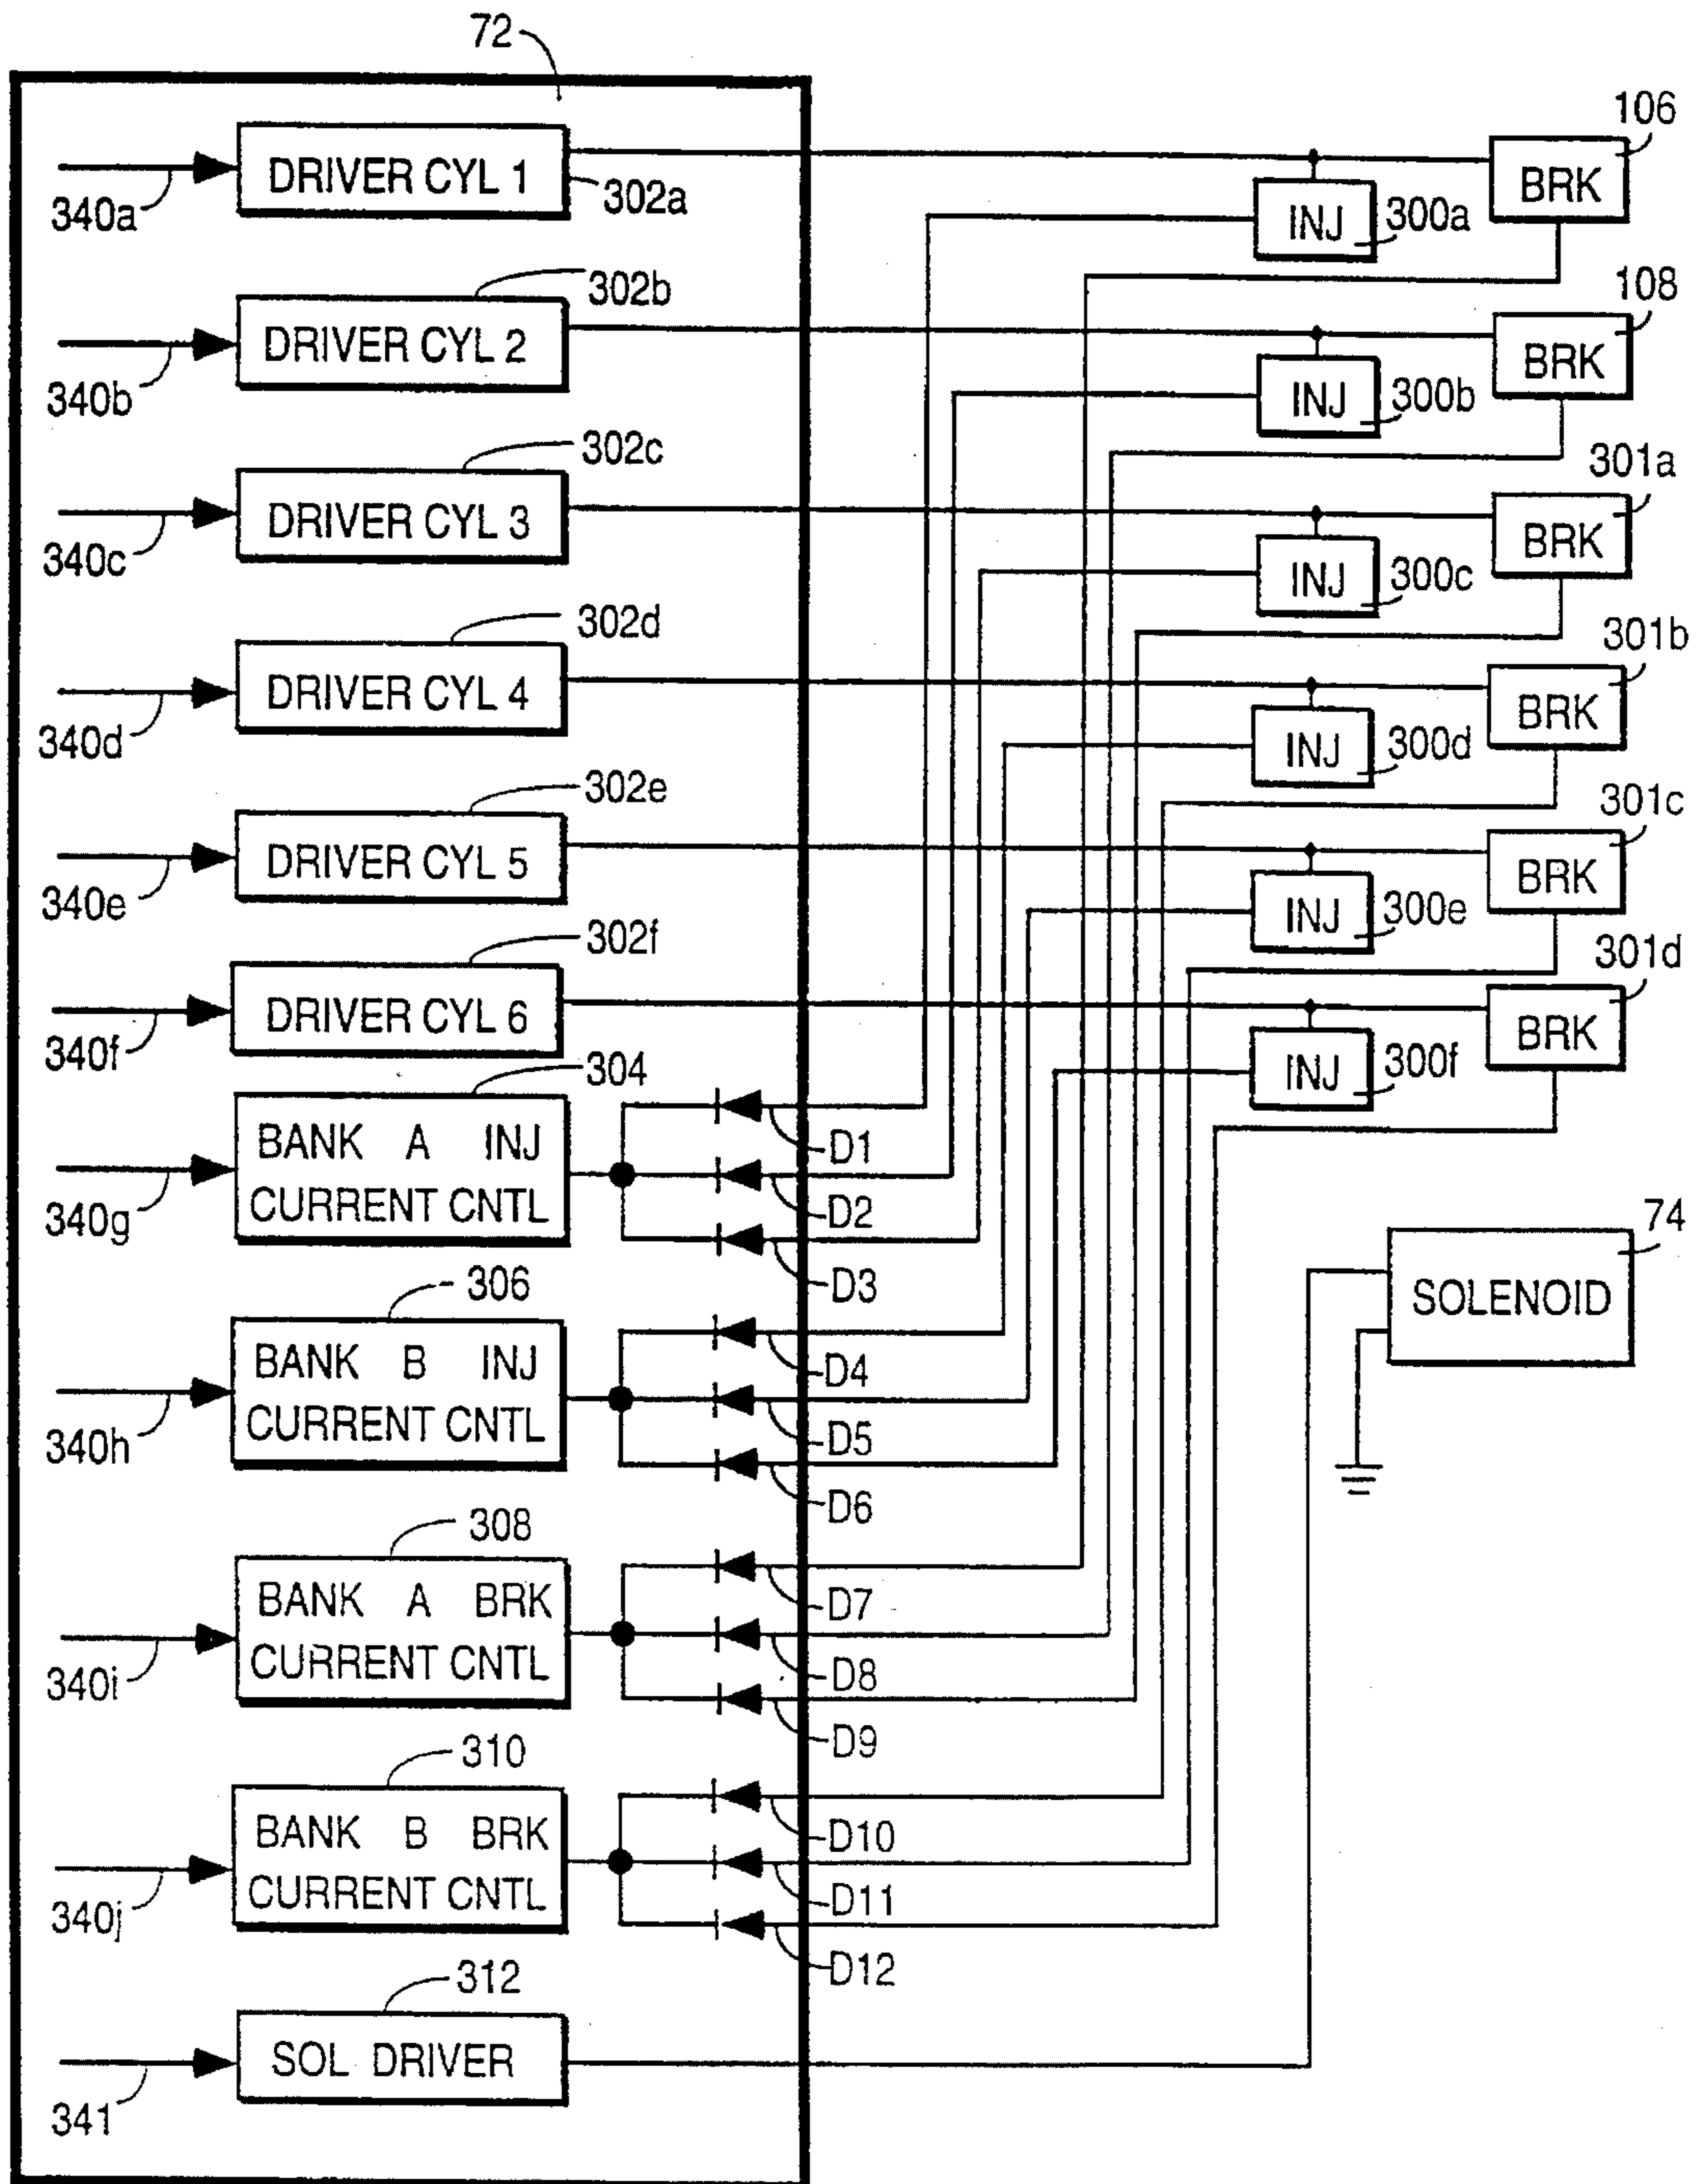 72
106
DRIVER CYL 1
302a
340a
BRK
INJ
300a
302b
108
DRIVER CYL 2
340b
BRK
INJ
300b
302c
301a
DRIVER CYL 3
340c
BRK
INJ
300c
302d
301b
DRIVER CYL 4
340d
BRK
INJ
300d
302e
301c
DRIVER CYL 5
340e
BRK
INJ
300e
302f
301d
DRIVER CYL 6
340f
BRK
INJ
300f
304
BANK A INJ
CURRENT CNTL
340g
D1
D2
D3
74
SOLENOID
306
BANK B INJ
CURRENT CNTL
340h
D4
D5
D6
308
BANK A BRK
CURRENT CNTL
340i
D7
D8
D9
310
BANK B BRK
CURRENT CNTL
340j
D10
D11
D12
312
SOL DRIVER
341